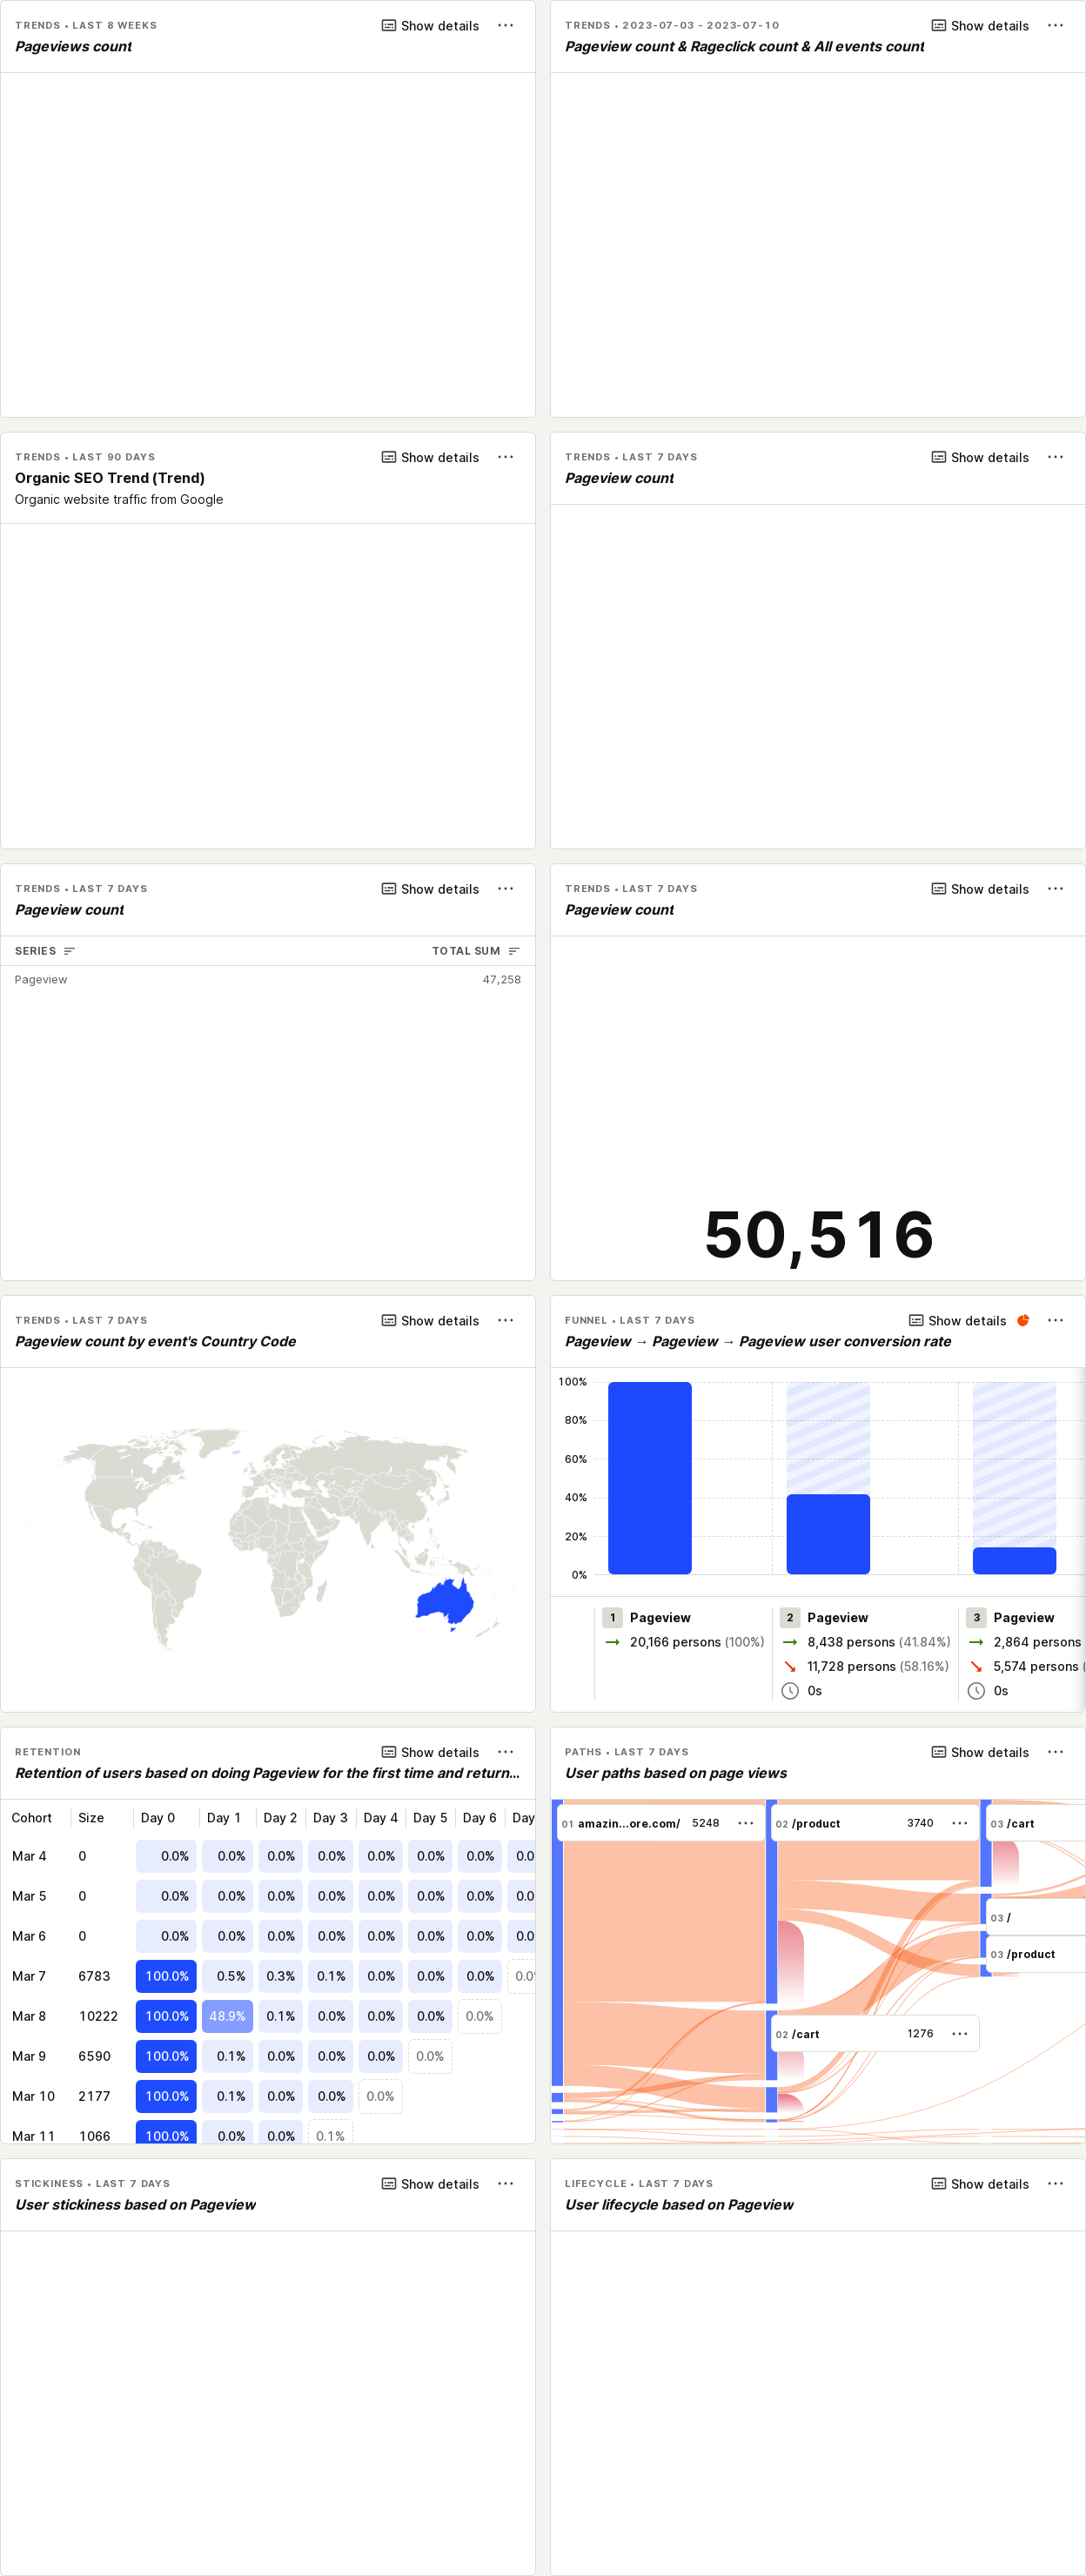 TRENDS • LAST 8 WEEKS
Show details
Pageviews count
TRENDS • 2023-07-03 - 2023-07-10
Show details
Pageview count & Rageclick count & All events count
TRENDS • LAST 90 DAYS
Show details
Organic SEO Trend (Trend)
Organic website traffic from Google
TRENDS • LAST 7 DAYS
Show details
Pageview count
TRENDS • LAST 7 DAYS
Show details
Pageview count
SERIES TOTAL SUM
Pageview 47,258
TRENDS • LAST 7 DAYS
Show details
Pageview count
50,516
TRENDS • LAST 7 DAYS
Show details
Pageview count by event's Country Code
FUNNEL • LAST 7 DAYS
Show details
Pageview → Pageview → Pageview user conversion rate
100%
80%
60%
40%
20%
0%
1 Pageview
20,166 persons (100%)
2 Pageview
8,438 persons (41.84%)
11,728 persons (58.16%)
0s
3 Pageview
2,864 persons
5,574 persons (
0s
RETENTION
Show details
Retention of users based on doing Pageview for the first time and return...
Cohort Size Day 0 Day 1 Day 2 Day 3 Day 4 Day 5 Day 6 Day
Mar 4 0 0.0% 0.0% 0.0% 0.0% 0.0% 0.0% 0.0% 0.0
Mar 5 0 0.0% 0.0% 0.0% 0.0% 0.0% 0.0% 0.0% 0.0
Mar 6 0 0.0% 0.0% 0.0% 0.0% 0.0% 0.0% 0.0% 0.0
Mar 7 6783 100.0% 0.5% 0.3% 0.1% 0.0% 0.0% 0.0% 0.0
Mar 8 10222 100.0% 48.9% 0.1% 0.0% 0.0% 0.0% 0.0%
Mar 9 6590 100.0% 0.1% 0.0% 0.0% 0.0% 0.0%
Mar 10 2177 100.0% 0.1% 0.0% 0.0% 0.0%
Mar 11 1066 100.0% 0.0% 0.0% 0.1%
PATHS • LAST 7 DAYS
Show details
User paths based on page views
01 amazin...ore.com/ 5248
02 /product 3740
03 /cart
03 /
03 /product
02 /cart 1276
STICKINESS • LAST 7 DAYS
Show details
User stickiness based on Pageview
LIFECYCLE • LAST 7 DAYS
Show details
User lifecycle based on Pageview